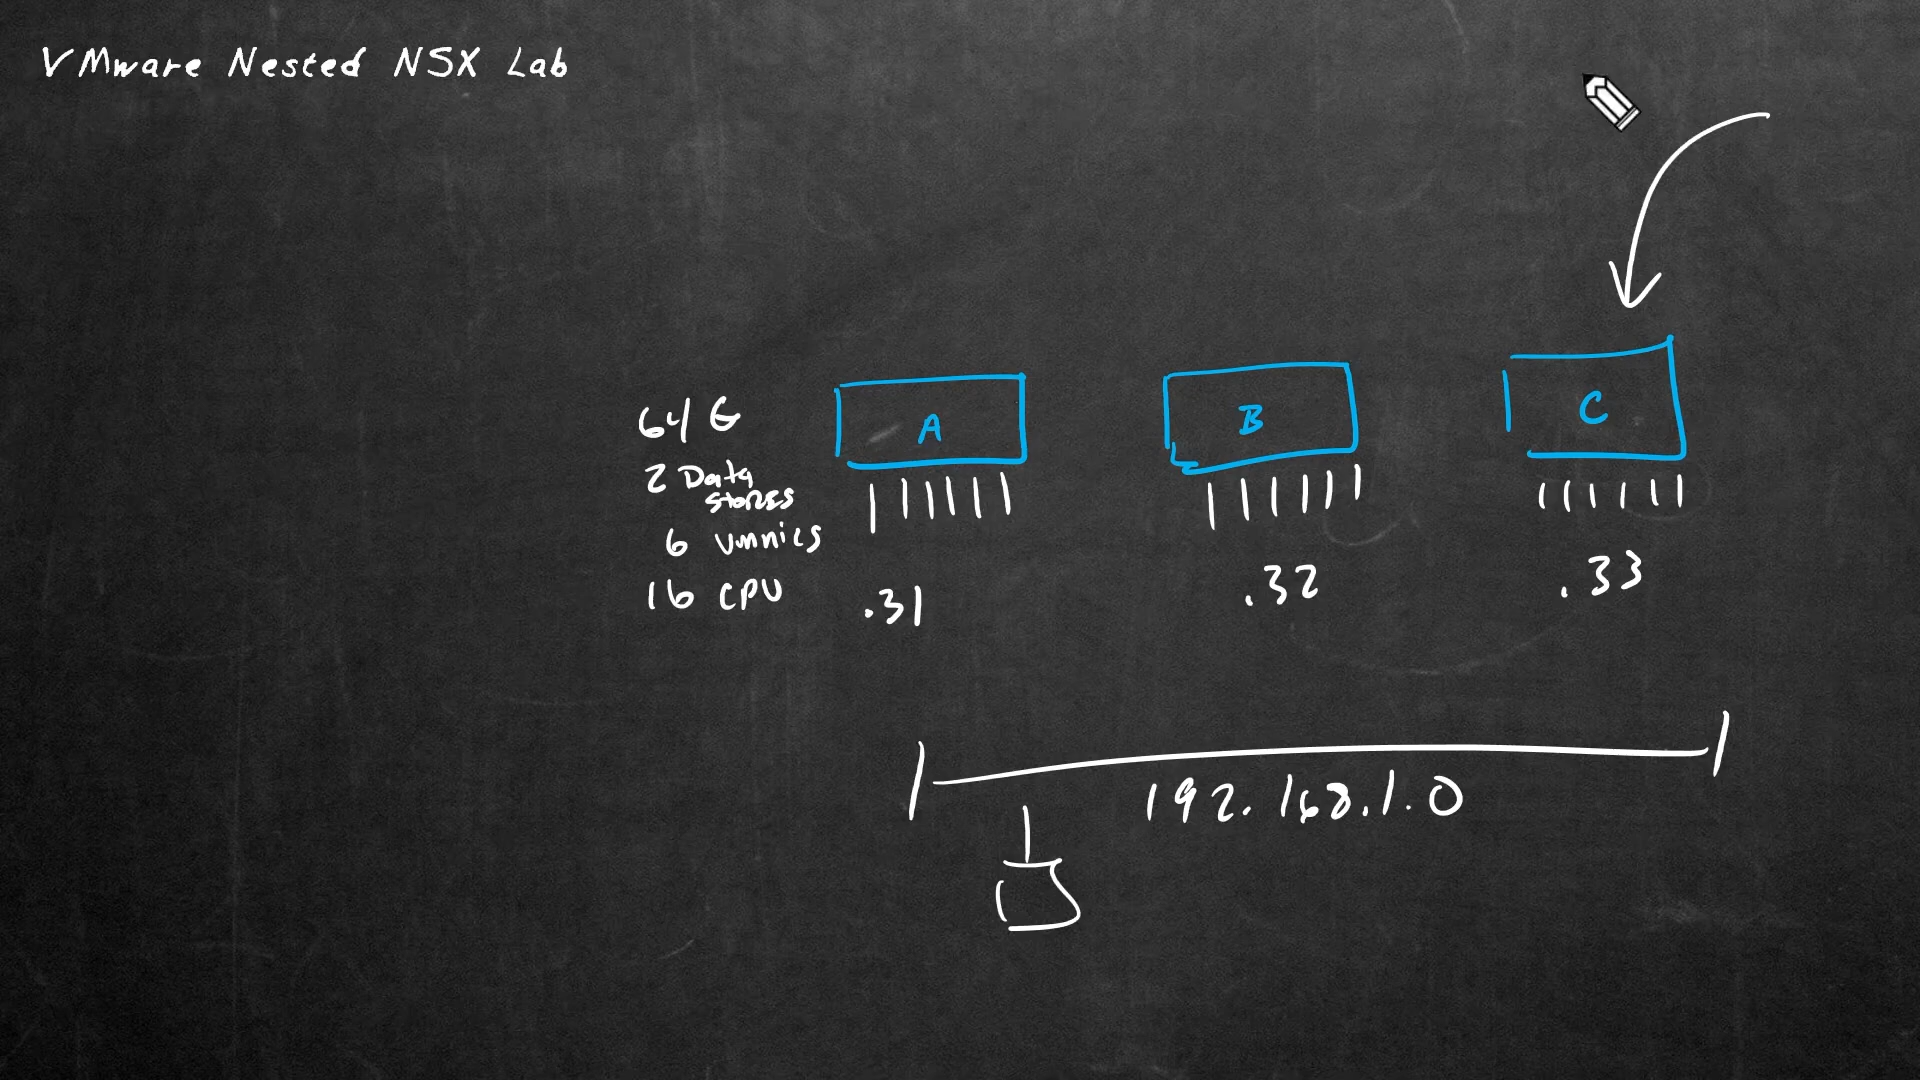 VMware Nested NSX Lab
64 G
2 Data
stores
6 vmnics
16 CPU
A
B
C
.31
.32
.33
192.168.1.0